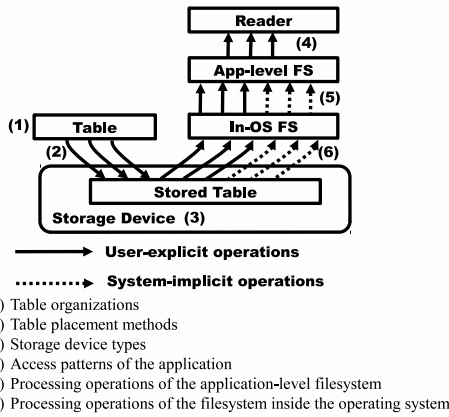 Reader
(4)
App-level FS
(5)
(1)
Table
In-OS FS
(2)
(6)
Stored Table
Storage Device (3)
User-explicit operations
System-implicit operations
) Table organizations
) Table placement methods
) Storage device types
) Access patterns of the application
) Processing operations of the application-level filesystem
) Processing operations of the filesystem inside the operating system